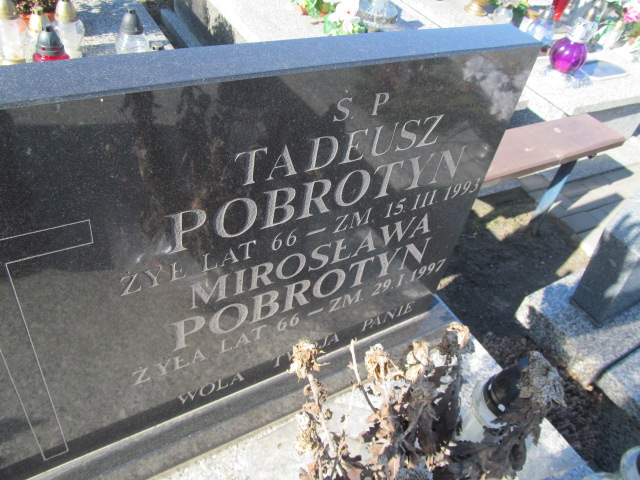 Ś P
TADEUSZ
POBROTYN
ŻYŁ LAT 66 – ZM. 15.III.1993
MIROSŁAWA
POBROTYN
ŻYŁA LAT 66 – ZM. 29.I.1997
WOLA TWOJA PANIE